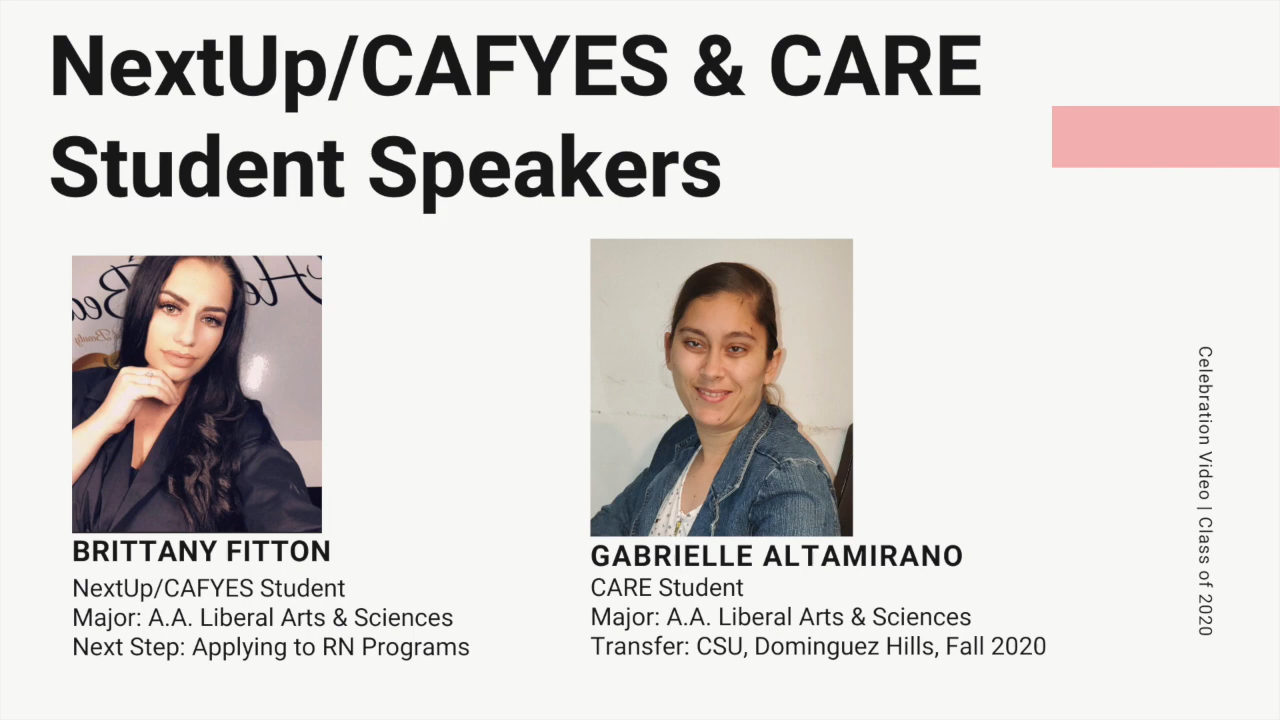 NextUp/CAFYES & CARE
Student Speakers
BRITTANY FITTON
NextUp/CAFYES Student
Major: A.A. Liberal Arts & Sciences
Next Step: Applying to RN Programs
GABRIELLE ALTAMIRANO
CARE Student
Major: A.A. Liberal Arts & Sciences
Transfer: CSU, Dominguez Hills, Fall 2020
Celebration Video | Class of 2020